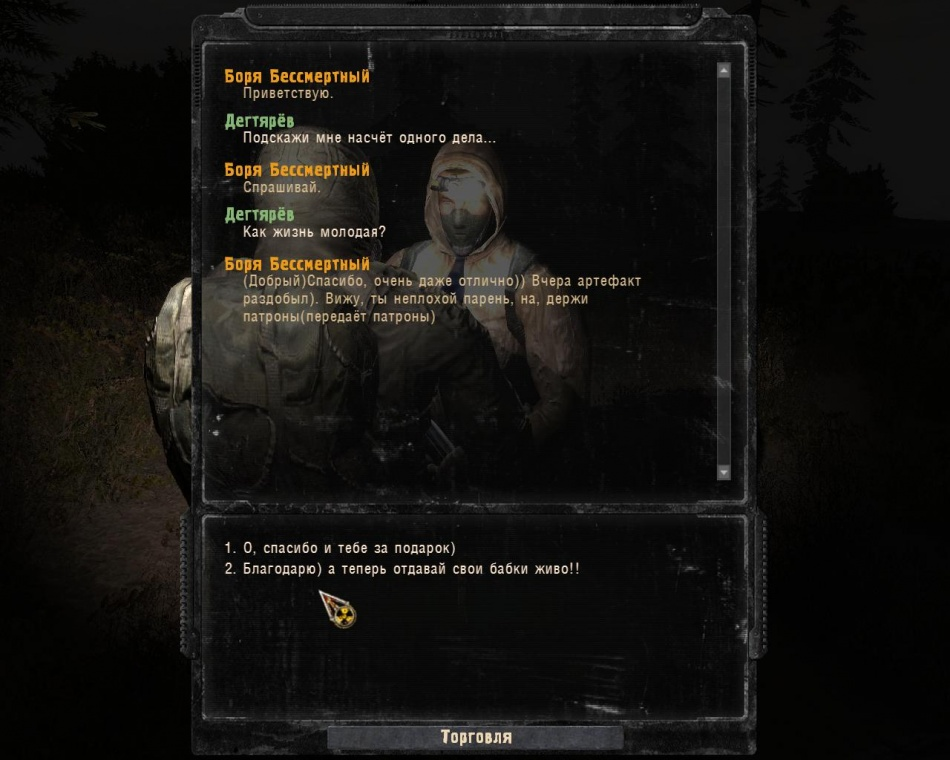 Боря Бессмертный
Приветствую.
Дегтярёв
Подскажи мне насчёт одного дела...
Боря Бессмертный
Спрашивай.
Дегтярёв
Как жизнь молодая?
Боря Бессмертный
(Добрый)Спасибо, очень даже отлично)) Вчера артефакт
раздобыл). Вижу, ты неплохой парень, на, держи
патроны(передаёт патроны)
1. О, спасибо и тебе за подарок)
2. Благодарю) а теперь отдавай свои бабки живо!!
Торговля